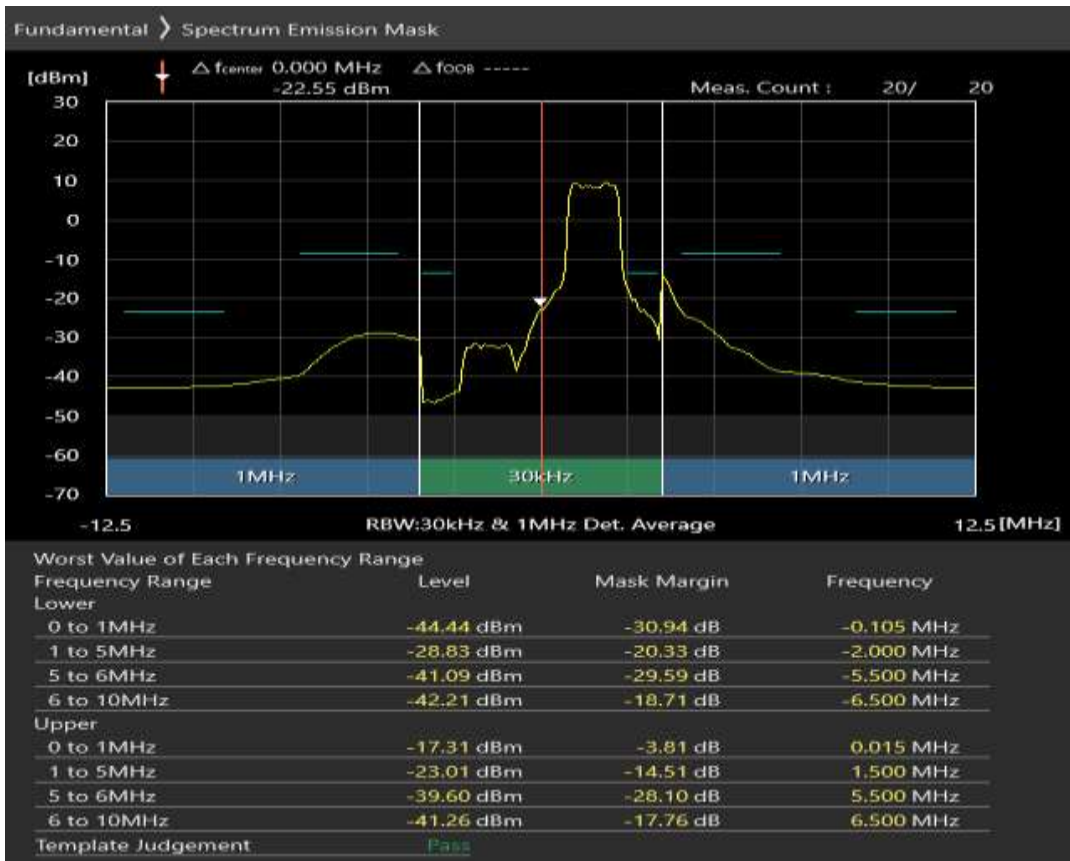 Fundamental 》 Spectrum Emission Mask
[dBm] △ fcenter 0.000 MHz △ fOOB -----
-22.55 dBm Meas. Count : 20/ 20
30
20
10
0
-10
-20
-30
-40
-50
-60
1MHz 30kHz 1MHz
-70
-12.5 RBW:30kHz & 1MHz Det. Average 12.5 [MHz]
Worst Value of Each Frequency Range
Frequency Range Level Mask Margin Frequency
Lower
0 to 1MHz -44.44 dBm -30.94 dB -0.105 MHz
1 to 5MHz -28.83 dBm -20.33 dB -2.000 MHz
5 to 6MHz -41.09 dBm -29.59 dB -5.500 MHz
6 to 10MHz -42.21 dBm -18.71 dB -6.500 MHz
Upper
0 to 1MHz -17.31 dBm -3.81 dB 0.015 MHz
1 to 5MHz -23.01 dBm -14.51 dB 1.500 MHz
5 to 6MHz -39.60 dBm -28.10 dB 5.500 MHz
6 to 10MHz -41.26 dBm -17.76 dB 6.500 MHz
Template Judgement Pass